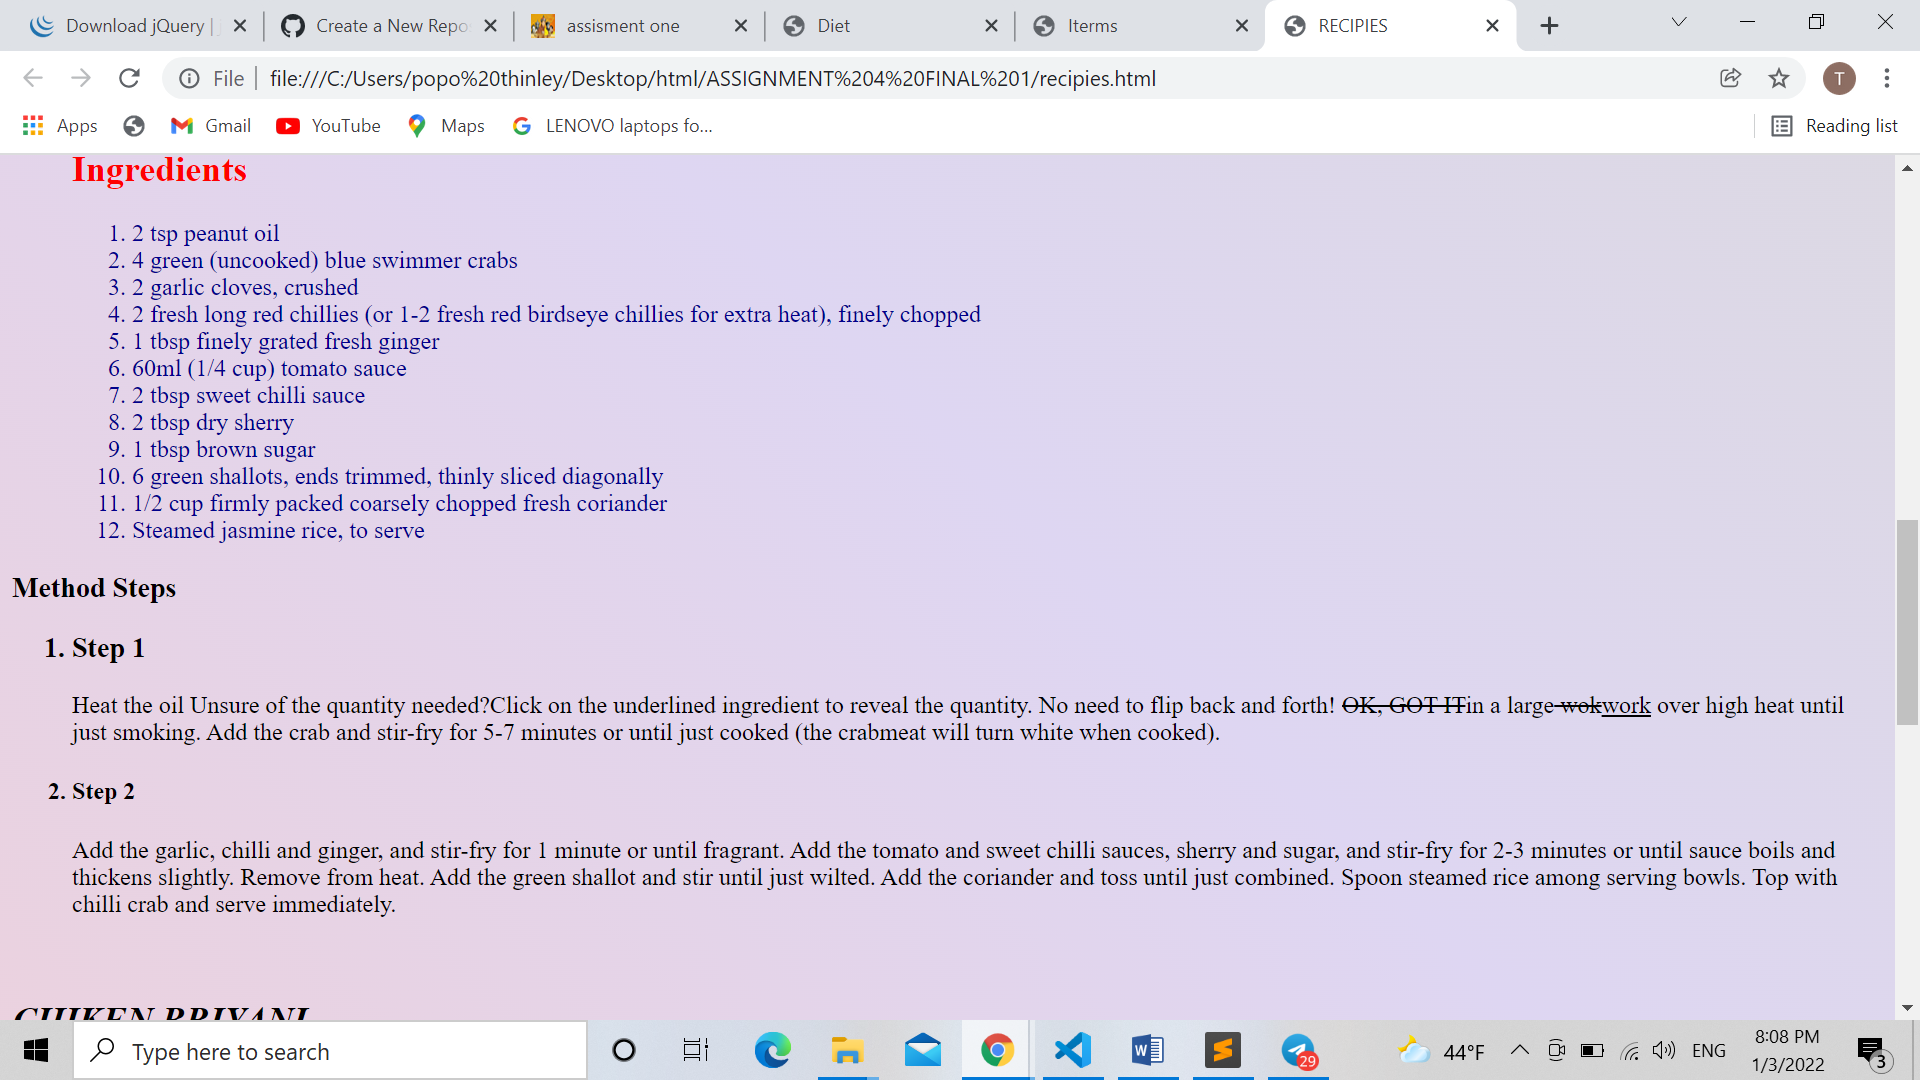 Download jQuery |
Create a New Repo
assisment one
Diet
Iterms
RECIPIES
File
file:///C:/Users/popo%20thinley/Desktop/html/ASSIGNMENT%204%20FINAL%201/recipies.html
T
Apps
Gmail
YouTube
Maps
LENOVO laptops fo...
Reading list
Ingredients
1. 2 tsp peanut oil
2. 4 green (uncooked) blue swimmer crabs
3. 2 garlic cloves, crushed
4. 2 fresh long red chillies (or 1-2 fresh red birdseye chillies for extra heat), finely chopped
5. 1 tbsp finely grated fresh ginger
6. 60ml (1/4 cup) tomato sauce
7. 2 tbsp sweet chilli sauce
8. 2 tbsp dry sherry
9. 1 tbsp brown sugar
10. 6 green shallots, ends trimmed, thinly sliced diagonally
11. 1/2 cup firmly packed coarsely chopped fresh coriander
12. Steamed jasmine rice, to serve
Method Steps
1. Step 1
Heat the oil Unsure of the quantity needed?Click on the underlined ingredient to reveal the quantity. No need to flip back and forth! OK, GOT ITin a large wokwork over high heat until
just smoking. Add the crab and stir-fry for 5-7 minutes or until just cooked (the crabmeat will turn white when cooked).
2. Step 2
Add the garlic, chilli and ginger, and stir-fry for 1 minute or until fragrant. Add the tomato and sweet chilli sauces, sherry and sugar, and stir-fry for 2-3 minutes or until sauce boils and
thickens slightly. Remove from heat. Add the green shallot and stir until just wilted. Add the coriander and toss until just combined. Spoon steamed rice among serving bowls. Top with
chilli crab and serve immediately.
CHIKEN BRIYANI
Type here to search
29
44°F
ENG
8:08 PM
1/3/2022
3